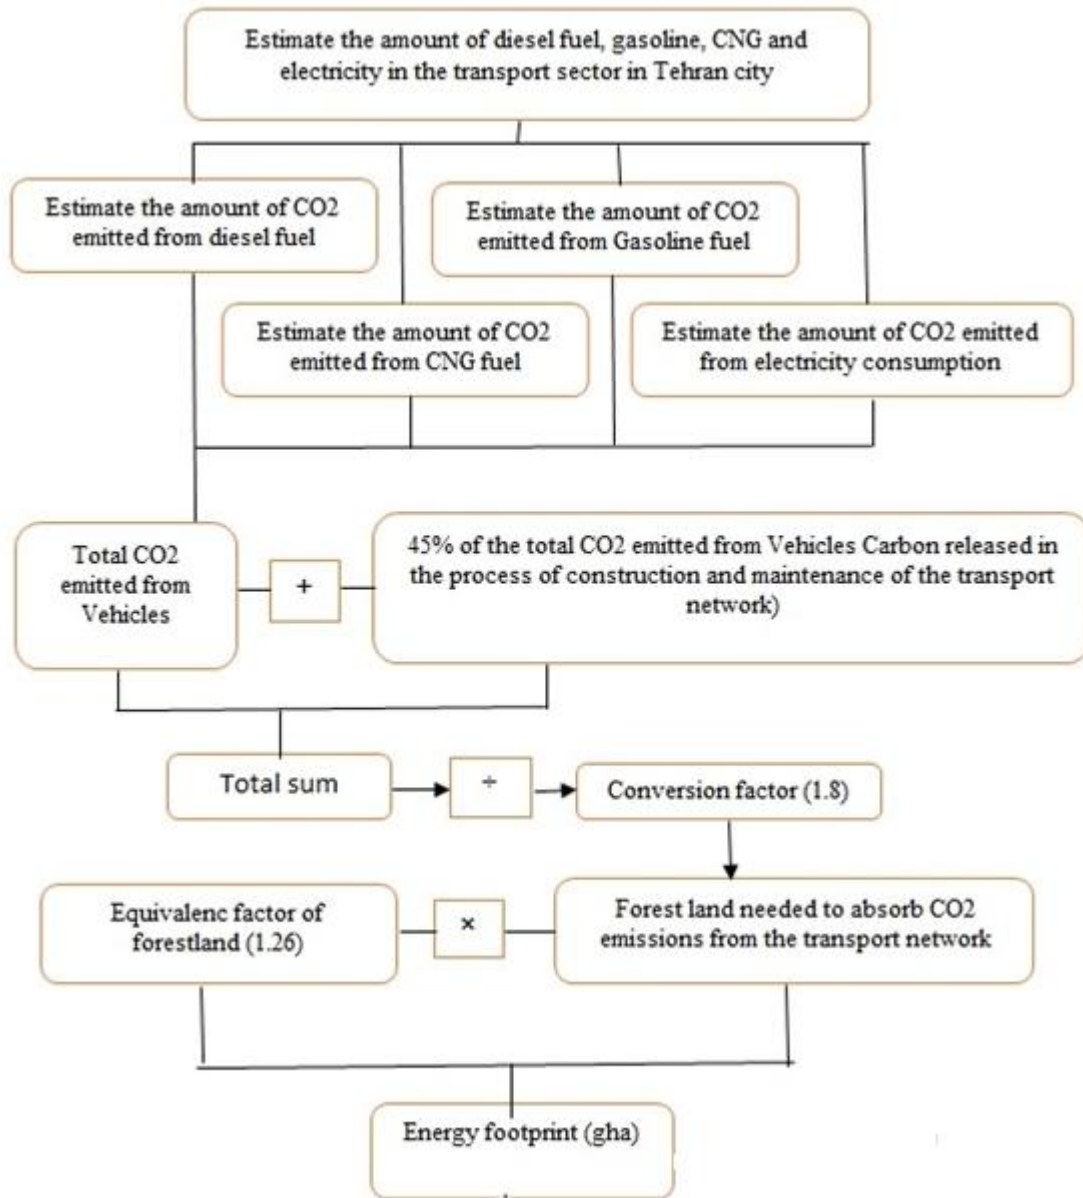 Estimate the amount of diesel fuel, gasoline, CNG and
electricity in the transport sector in Tehran city
Estimate the amount of CO2
emitted from diesel fuel
Estimate the amount of CO2
emitted from Gasoline fuel
Estimate the amount of CO2
emitted from CNG fuel
Estimate the amount of CO2 emitted
from electricity consumption
Total CO2
emitted from
Vehicles
+
45% of the total CO2 emitted from Vehicles Carbon released in
the process of construction and maintenance of the transport
network)
Total sum
÷
Conversion factor (1.8)
Equivalenc factor of
forestland (1.26)
×
Forest land needed to absorb CO2
emissions from the transport network
Energy footprint (gha)